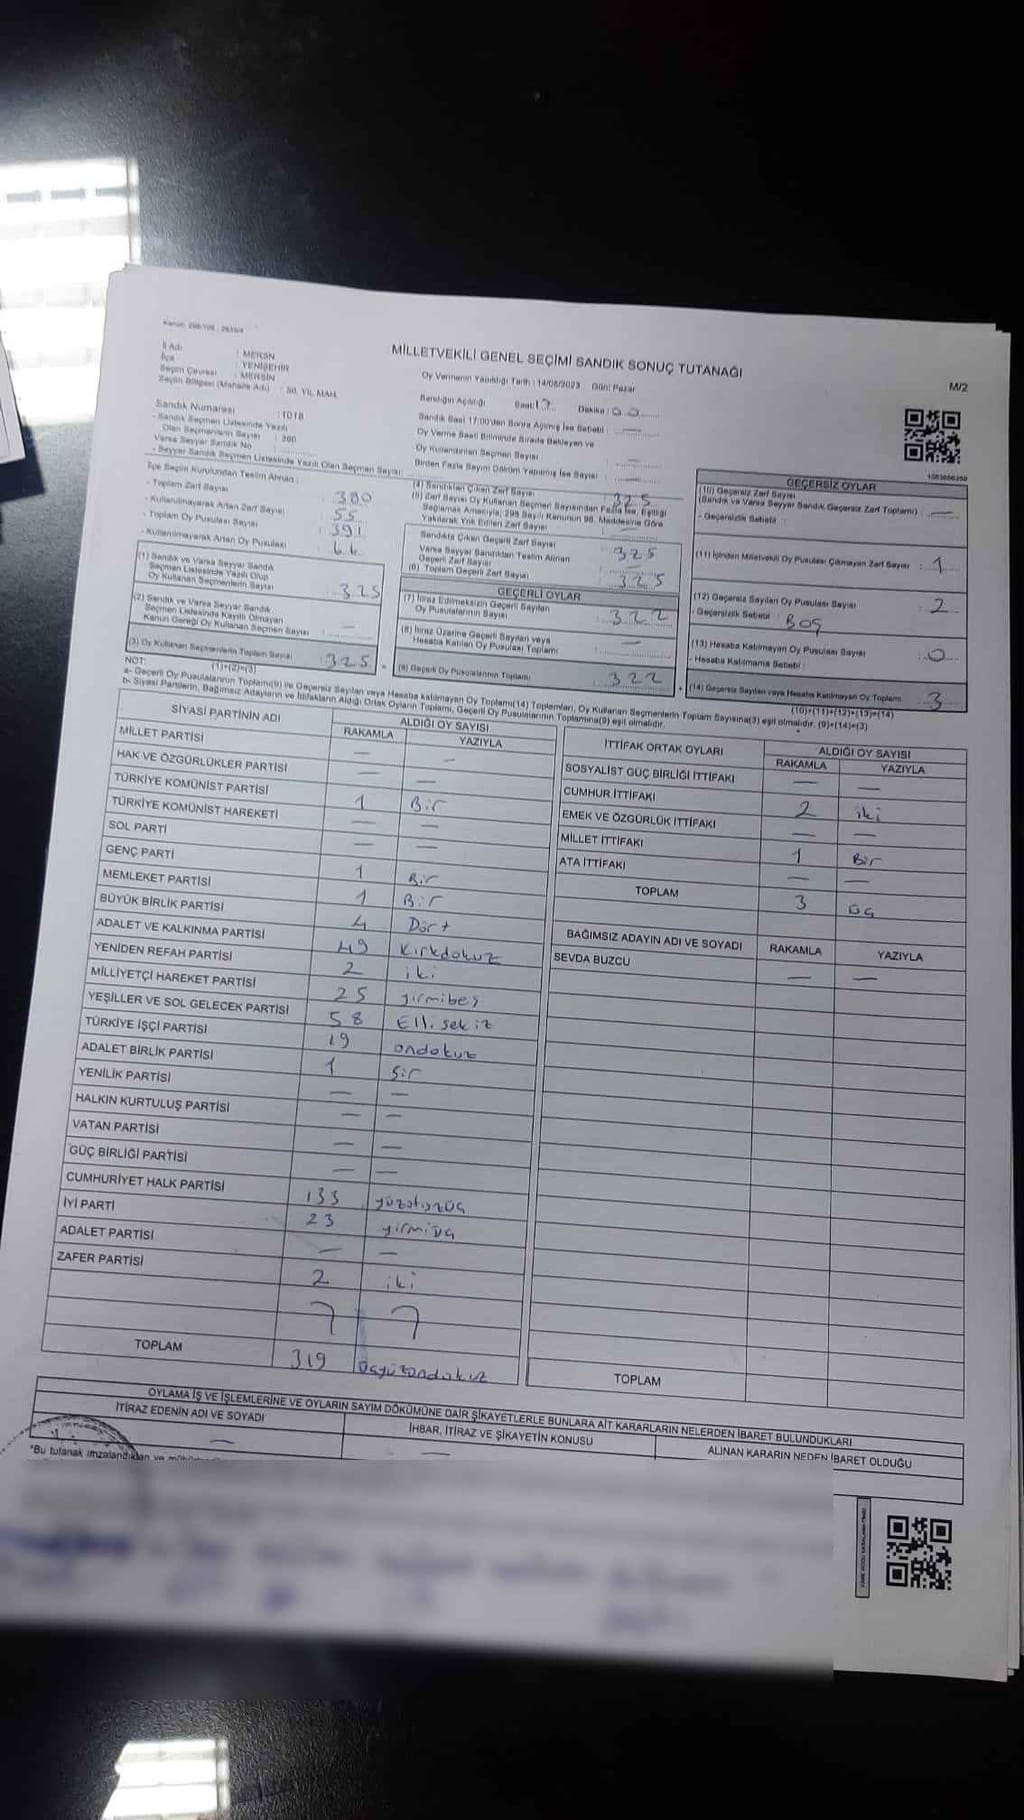 MİLLETVEKİLİ GENEL SEÇİMİ SANDIK SONUÇ TUTANAĞI
M/2
İl Adı : MERSİN
İlçe : YENİŞEHİR
Seçim Çevresi : MERSİN
Seçim Bölgesi (Mahalle Adı) : 50. YIL MAH.
Oy Vermenin Yapıldığı Tarih : 14/05/2023 Gün: Pazar
Sandığın Açıldığı Saat: 17 Dakika : 00
Sandık Saat 17:00'den Sonra Açılmış İse Sebebi : —
Oy Verme Saati Bitiminde Sırada Bekleyen ve
Oy Kullandırılan Seçmen Sayısı : —
Birden Fazla Sayım Döküm Yapılmış İse Sayısı : —
Sandık Numarası : 1018
- Sandık Seçmen Listesinde Yazılı
Olan Seçmenlerin Sayısı : 360
Varsa Seyyar Sandık No
- Seyyar Sandık Seçmen Listesinde Yazılı Olan Seçmen Sayısı
İlçe Seçim Kurulundan Teslim Alınan :
- Toplam Zarf Sayısı 380
- Kullanılmayarak Artan Zarf Sayısı 55
- Toplam Oy Pusulası Sayısı 391
- Kullanılmayarak Artan Oy Pusulası 66
(1) Sandık ve Varsa Seyyar Sandık
Seçmen Listesinde Yazılı Olup
Oy Kullanan Seçmenlerin Sayısı : 325
(2) Sandık ve Varsa Seyyar Sandık
Seçmen Listesinde Kayıtlı Olmayan
Kanun Gereği Oy Kullanan Seçmen Sayısı : —
(3) Oy Kullanan Seçmenlerin Toplam Sayısı : 325
(1)+(2)=(3)
(4) Sandıktan Çıkan Zarf Sayısı : 325
(5) Zarf Sayısı Oy Kullanan Seçmen Sayısından Fazla İse, Eşitliği
Sağlamak Amacıyla; 298 Sayılı Kanunun 98. Maddesine Göre
Yakılarak Yok Edilen Zarf Sayısı : —
Sandıkta Çıkan Geçerli Zarf Sayısı : 325
Varsa Seyyar Sandıktan Teslim Alınan
Geçerli Zarf Sayısı : —
(6) Toplam Geçerli Zarf Sayısı : 325
GEÇERLİ OYLAR
(7) İtiraz Edilmeksizin Geçerli Sayılan
Oy Pusulalarının Sayısı : 322
(8) İtiraz Üzerine Geçerli Sayılan veya
Hesaba Katılan Oy Pusulası Toplamı : —
(9) Geçerli Oy Pusulalarının Toplamı : 322
GEÇERSİZ OYLAR
(10) Geçersiz Zarf Sayısı
(Sandık ve Varsa Seyyar Sandık Geçersiz Zarf Toplamı) : —
- Geçersizlik Sebebi :
(11) İçinden Milletvekili Oy Pusulası Çıkmayan Zarf Sayısı : 1
(12) Geçersiz Sayılan Oy Pusulası Sayısı : 2
- Geçersizlik Sebebi : Boş
(13) Hesaba Katılmayan Oy Pusulası Sayısı : 0
- Hesaba Katılmama Sebebi :
(14) Geçersiz Sayılan veya Hesaba Katılmayan Oy Toplamı : 3
(10)+(11)+(12)+(13)=(14)
NOT:
a- Geçerli Oy Pusulalarının Toplamı(9) ile Geçersiz Sayılan veya Hesaba katılmayan Oy Toplamı(14) Toplamları, Oy Kullanan Seçmenlerin Toplam Sayısına(3) eşit olmalıdır. (9)+(14)=(3)
b- Siyasi Partilerin, Bağımsız Adayların ve İttifakların Aldığı Ortak Oyların Toplamı, Geçerli Oy Pusulalarının Toplamına(9) eşit olmalıdır.
SİYASİ PARTİNİN ADI ALDIĞI OY SAYISI
RAKAMLA YAZIYLA
MİLLET PARTİSİ — —
HAK VE ÖZGÜRLÜKLER PARTİSİ — —
TÜRKİYE KOMÜNİST PARTİSİ 1 Bir
TÜRKİYE KOMÜNİST HAREKETİ — —
SOL PARTİ — —
GENÇ PARTİ 1 Bir
MEMLEKET PARTİSİ 1 Bir
BÜYÜK BİRLİK PARTİSİ 4 Dört
ADALET VE KALKINMA PARTİSİ 49 Kırkdokuz
YENİDEN REFAH PARTİSİ 2 iki
MİLLİYETÇİ HAREKET PARTİSİ 25 yirmibeş
YEŞİLLER VE SOL GELECEK PARTİSİ 58 Ellisekiz
TÜRKİYE İŞÇİ PARTİSİ 19 ondokuz
ADALET BİRLİK PARTİSİ 1 Bir
YENİLİK PARTİSİ — —
HALKIN KURTULUŞ PARTİSİ — —
VATAN PARTİSİ — —
GÜÇ BİRLİĞİ PARTİSİ — —
CUMHURİYET HALK PARTİSİ 133 yüzotuzüç
İYİ PARTİ 23 yirmiüç
ADALET PARTİSİ — —
ZAFER PARTİSİ 2 iki
TOPLAM 319 üçyüzondokuz
İTTİFAK ORTAK OYLARI ALDIĞI OY SAYISI
RAKAMLA YAZIYLA
SOSYALİST GÜÇ BİRLİĞİ İTTİFAKI — —
CUMHUR İTTİFAKI 2 iki
EMEK VE ÖZGÜRLÜK İTTİFAKI — —
MİLLET İTTİFAKI 1 Bir
ATA İTTİFAKI — —
TOPLAM 3 üç
BAĞIMSIZ ADAYIN ADI VE SOYADI RAKAMLA YAZIYLA
SEVDA BUZCU — —
TOPLAM
OYLAMA İŞ VE İŞLEMLERİNE VE OYLARIN SAYIM DÖKÜMÜNE DAİR ŞİKAYETLERLE BUNLARA AİT KARARLARIN NELERDEN İBARET BULUNDUKLARI
İTİRAZ EDENİN ADI VE SOYADI İHBAR, İTİRAZ VE ŞİKAYETİN KONUSU ALINAN KARARIN NEDEN İBARET OLDUĞU
— —
*Bu tutanak imzalandıktan ve